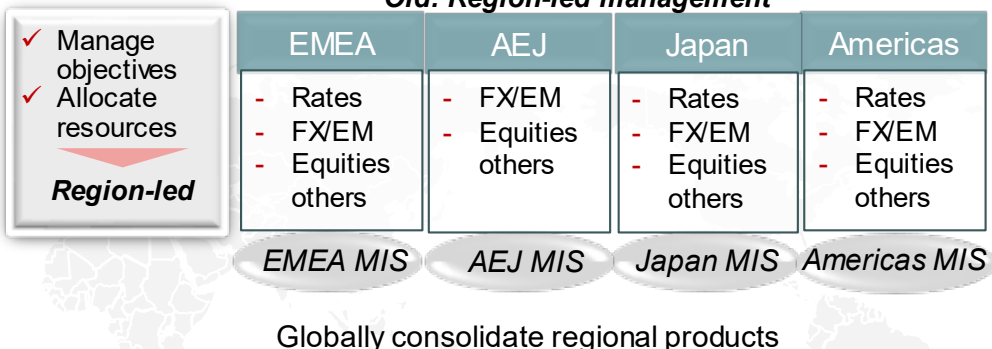 Old: Region-led management
✓ Manage
objectives
✓ Allocate
resources
Region-led
EMEA
- Rates
- FX/EM
- Equities
others
EMEA MIS
AEJ
- FX/EM
- Equities
others
AEJ MIS
Japan
- Rates
- FX/EM
- Equities
others
Japan MIS
Americas
- Rates
- FX/EM
- Equities
others
Americas MIS
Globally consolidate regional products